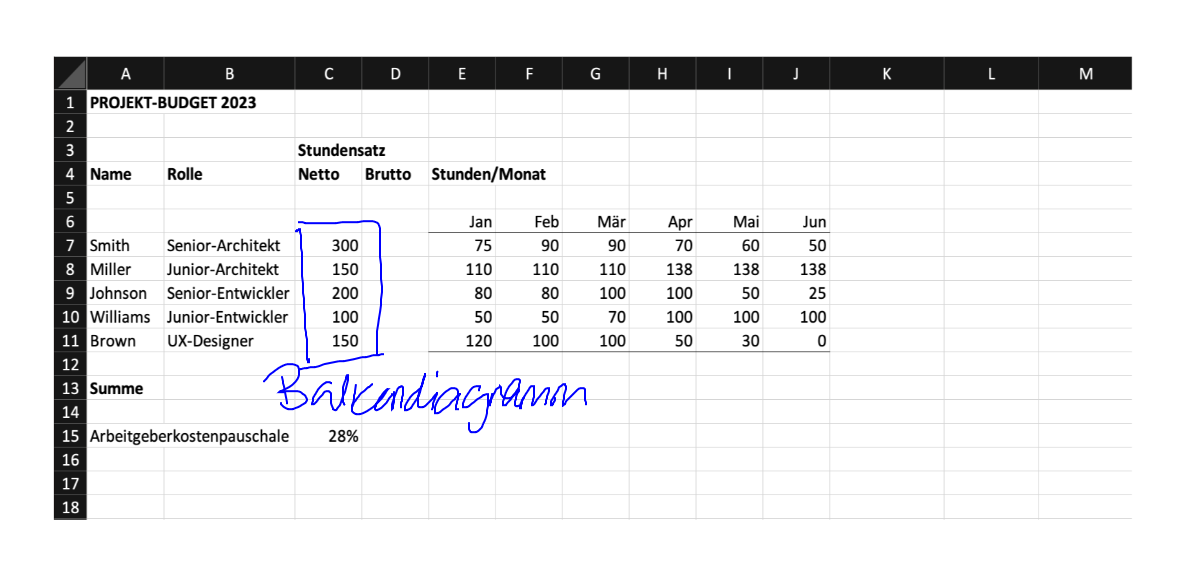 A B C D E F G H I J K L M
1 PROJEKT-BUDGET 2023
2
3 Stundensatz
4 Name Rolle Netto Brutto Stunden/Monat
5
6 Jan Feb Mär Apr Mai Jun
7 Smith Senior-Architekt 300 75 90 90 70 60 50
8 Miller Junior-Architekt 150 110 110 110 138 138 138
9 Johnson Senior-Entwickler 200 80 80 100 100 50 25
10 Williams Junior-Entwickler 100 50 50 70 100 100 100
11 Brown UX-Designer 150 120 100 100 50 30 0
12
13 Summe
Balkendiagramm
14
15 Arbeitgeberkostenpauschale 28%
16
17
18